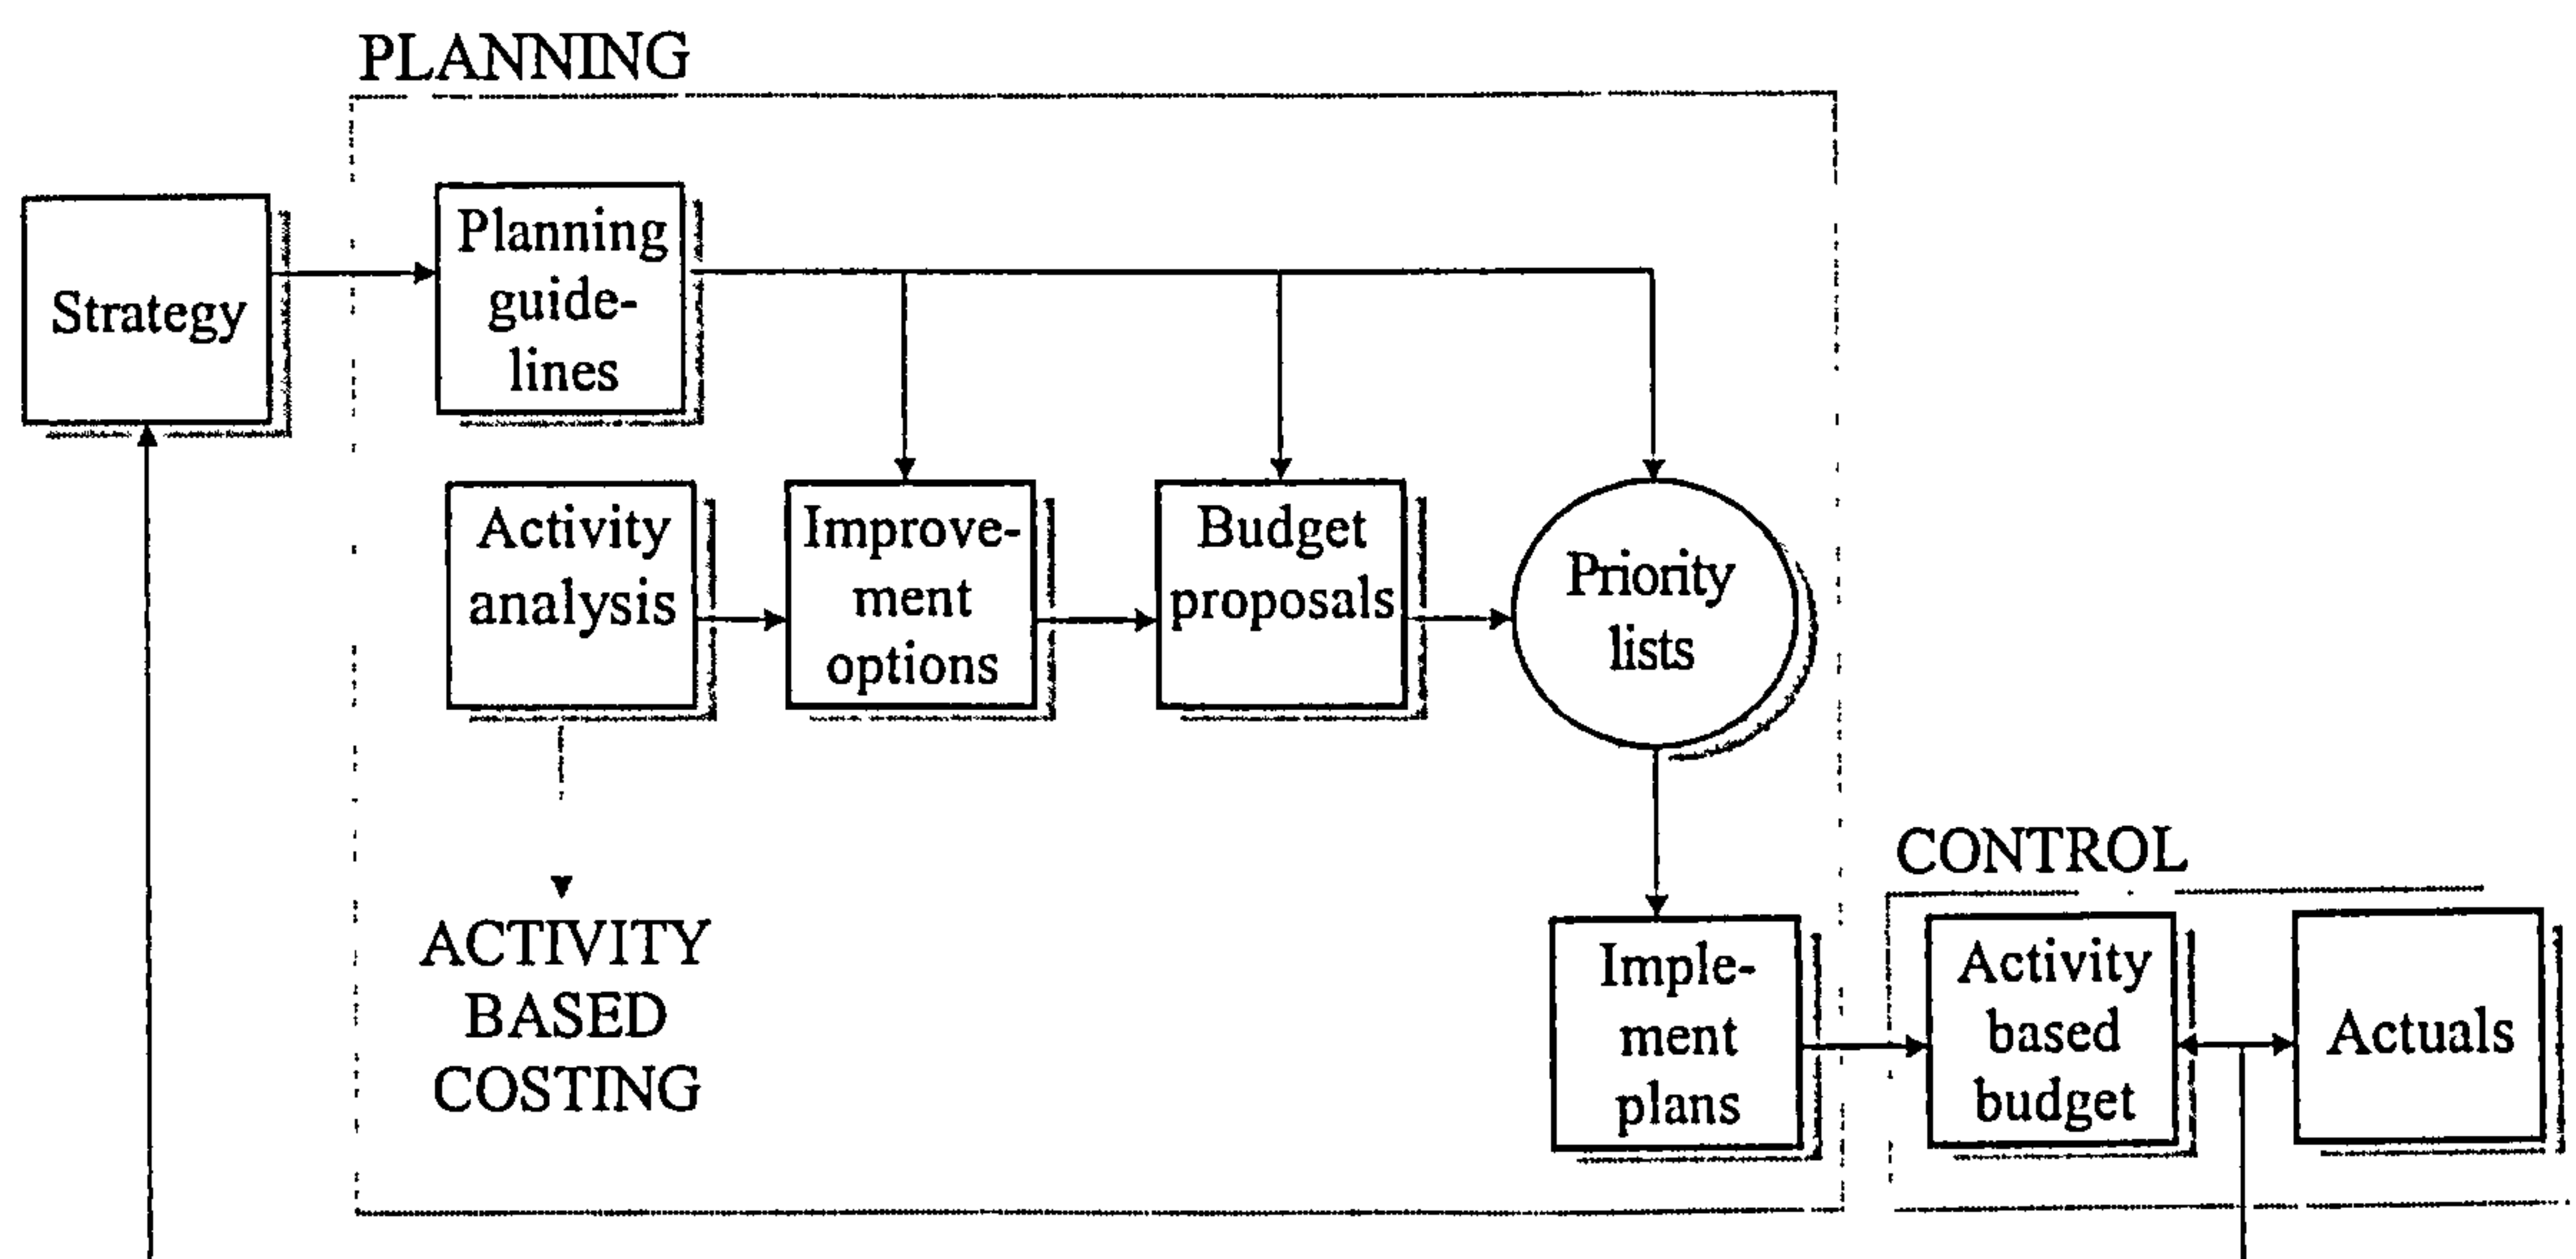 PLANNING
Strategy
Planning
guide-
lines
Activity
analysis
Improve-
ment
options
Budget
proposals
Priority
lists
ACTIVITY
BASED
COSTING
Imple-
ment
plans
CONTROL
Activity
based
budget
Actuals